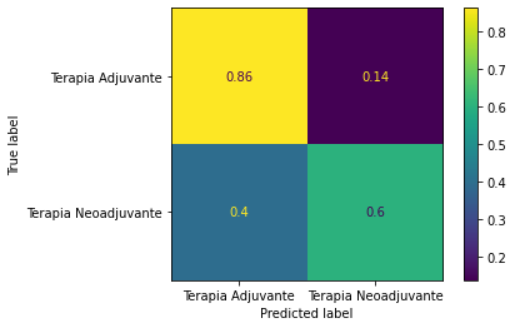 True label
Terapia Adjuvante
0.86
0.14
Terapia Neoadjuvante
0.4
0.6
Terapia Adjuvante
Terapia Neoadjuvante
Predicted label
0.8
0.7
0.6
0.5
0.4
0.3
0.2